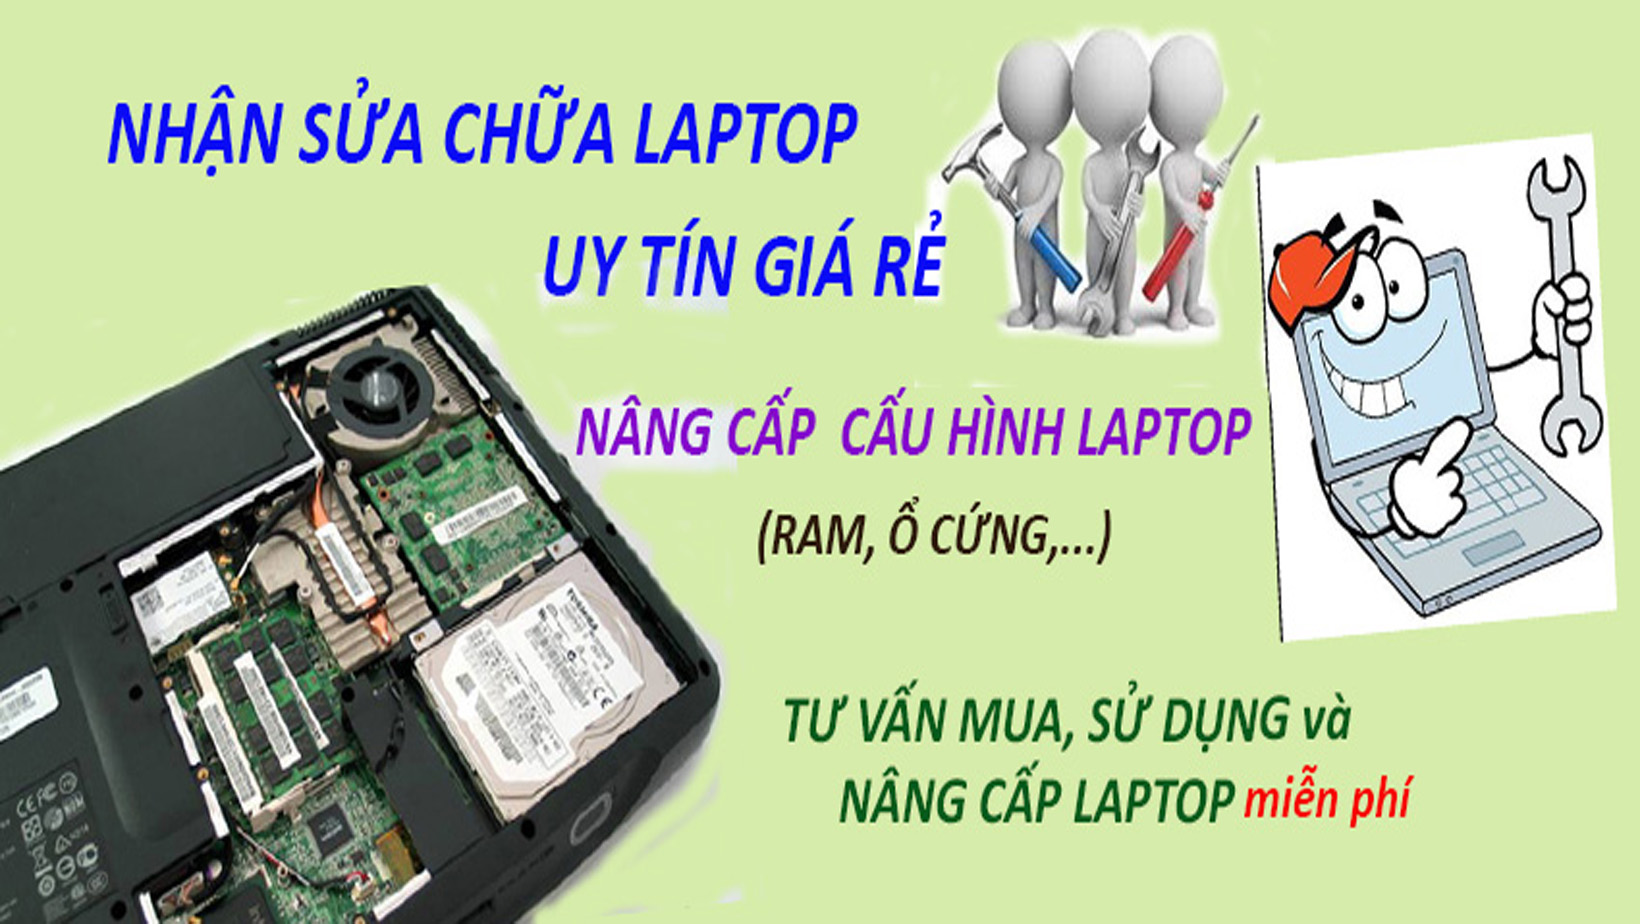 NHẬN SỬA CHỮA LAPTOP
UY TÍN GIÁ RẺ
NÂNG CẤP CẤU HÌNH LAPTOP
(RAM, Ổ CỨNG,...)
TƯ VẤN MUA, SỬ DỤNG và
NÂNG CẤP LAPTOP miễn phí